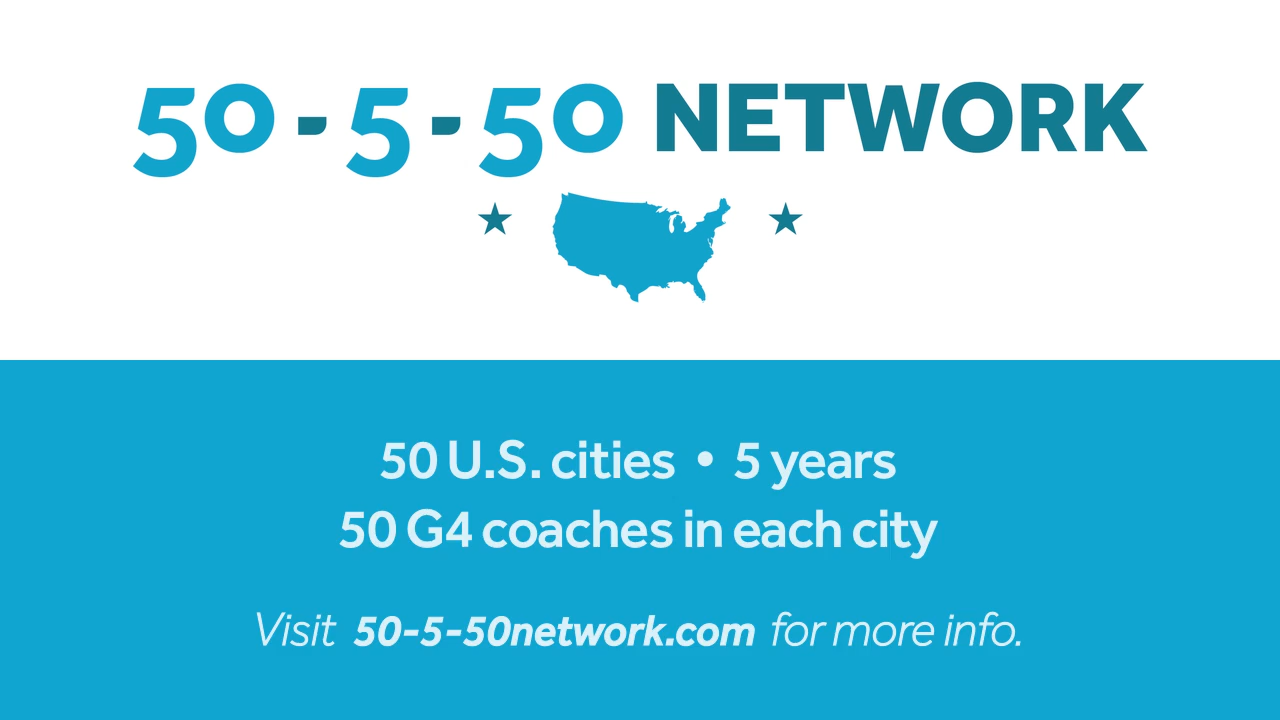 50-5-50 NETWORK
50 U.S. cities • 5 years
50 G4 coaches in each city
Visit 50-5-50network.com for more info.